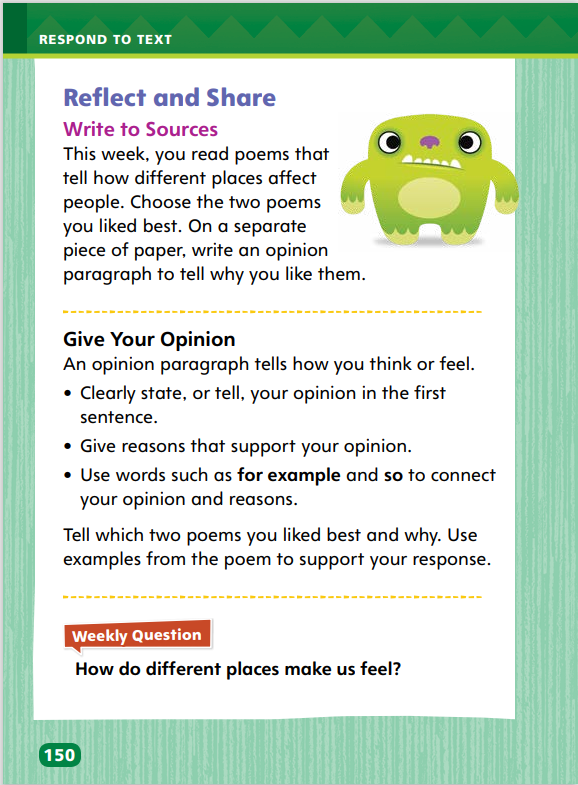 RESPOND TO TEXT
Reflect and Share
Write to Sources
This week, you read poems that
tell how different places affect
people. Choose the two poems
you liked best. On a separate
piece of paper, write an opinion
paragraph to tell why you like them.
Give Your Opinion
An opinion paragraph tells how you think or feel.
• Clearly state, or tell, your opinion in the first
sentence.
• Give reasons that support your opinion.
• Use words such as for example and so to connect
your opinion and reasons.
Tell which two poems you liked best and why. Use
examples from the poem to support your response.
Weekly Question
How do different places make us feel?
150